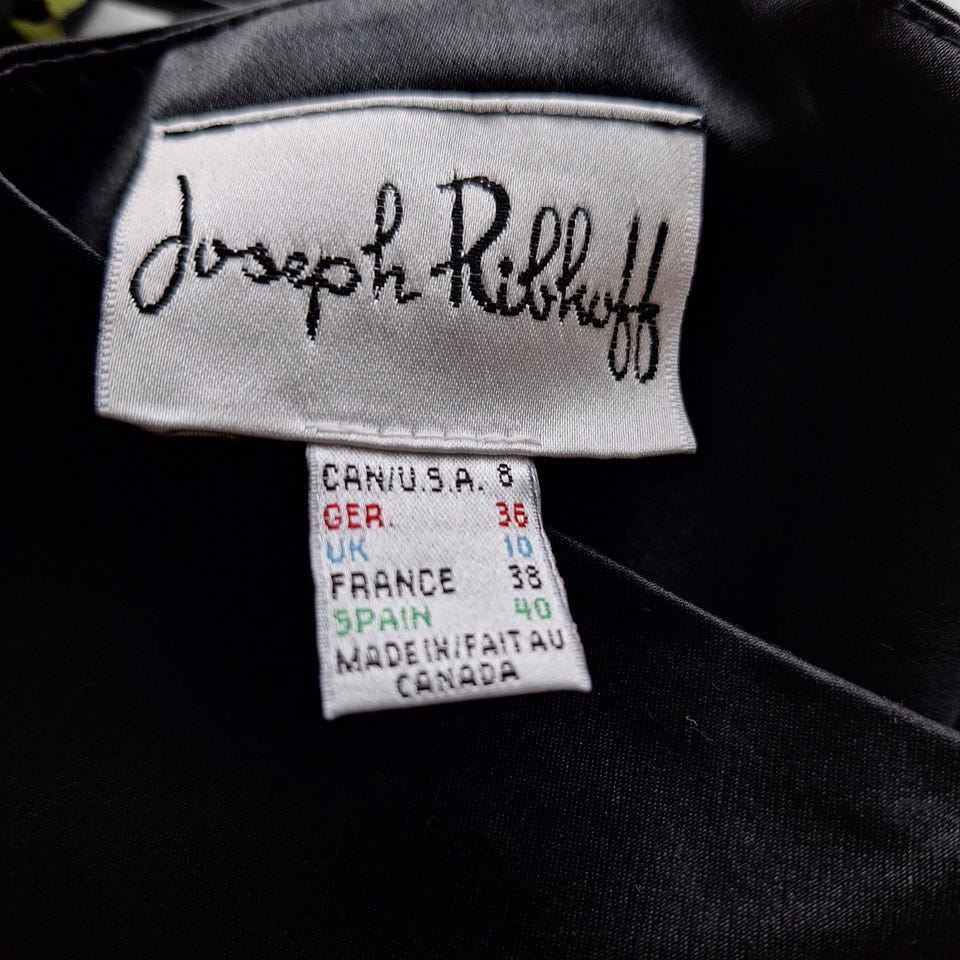 Joseph Ribkoff
CAN/U.S.A. 8
GER. 36
UK 10
FRANCE 38
SPAIN 40
MADE IN/FAIT AU
CANADA